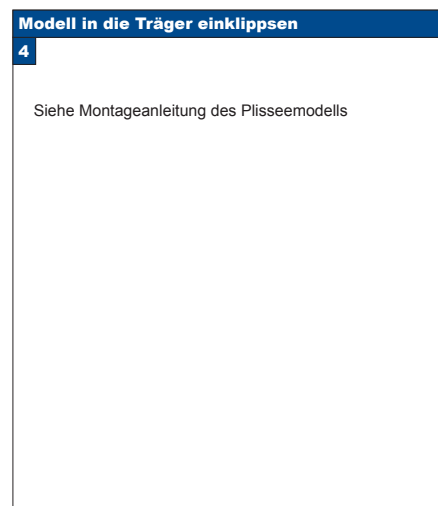 Modell in die Träger einklippsen
4
Siehe Montageanleitung des Plisseemodells